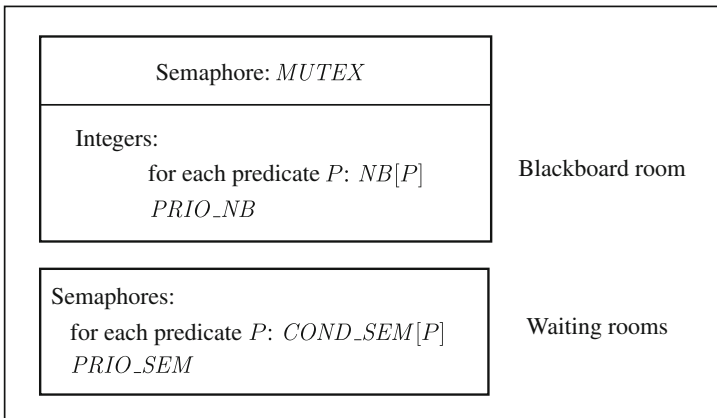 Semaphore: MUTEX
Integers:
for each predicate P: NB[P]
PRIO_NB
Blackboard room
Semaphores:
for each predicate P: COND_SEM[P]
PRIO_SEM
Waiting rooms